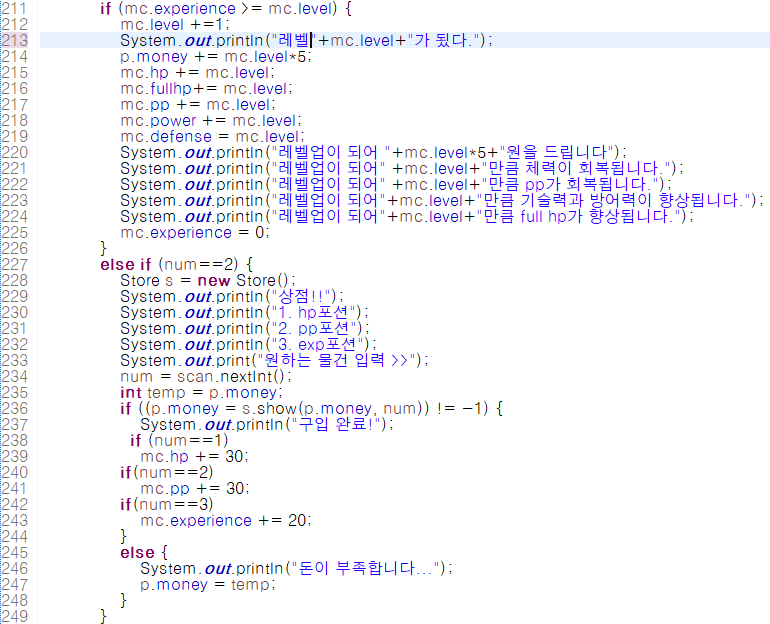 211 if (mc.experience >= mc.level) {
212 mc.level +=1;
213 System.out.println("레벨"+mc.level+"가 됬다.");
214 p.money += mc.level*5;
215 mc.hp += mc.level;
216 mc.fullhp+= mc.level;
217 mc.pp += mc.level;
218 mc.power += mc.level;
219 mc.defense = mc.level;
220 System.out.println("레벨업이 되어 "+mc.level*5+"원을 드립니다");
221 System.out.println("레벨업이 되어" +mc.level+"만큼 체력이 회복됩니다.");
222 System.out.println("레벨업이 되어" +mc.level+"만큼 pp가 회복됩니다.");
223 System.out.println("레벨업이 되어"+mc.level+"만큼 기술력과 방어력이 향상됩니다.");
224 System.out.println("레벨업이 되어"+mc.level+"만큼 full hp가 향상됩니다.");
225 mc.experience = 0;
226 }
227 else if (num==2) {
228 Store s = new Store();
229 System.out.println("상점!!");
230 System.out.println("1. hp포션");
231 System.out.println("2. pp포션");
232 System.out.println("3. exp포션");
233 System.out.print("원하는 물건 입력 >>");
234 num = scan.nextInt();
235 int temp = p.money;
236 if ((p.money = s.show(p.money, num)) != -1) {
237 System.out.println("구입 완료!");
238 if (num==1)
239 mc.hp += 30;
240 if(num==2)
241 mc.pp += 30;
242 if(num==3)
243 mc.experience += 20;
244 }
245 else {
246 System.out.println("돈이 부족합니다...");
247 p.money = temp;
248 }
249 }